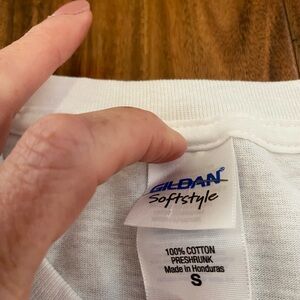 GILDAN
Softstyle
100% COTTON
PRESHRUNK
Made in Honduras
S